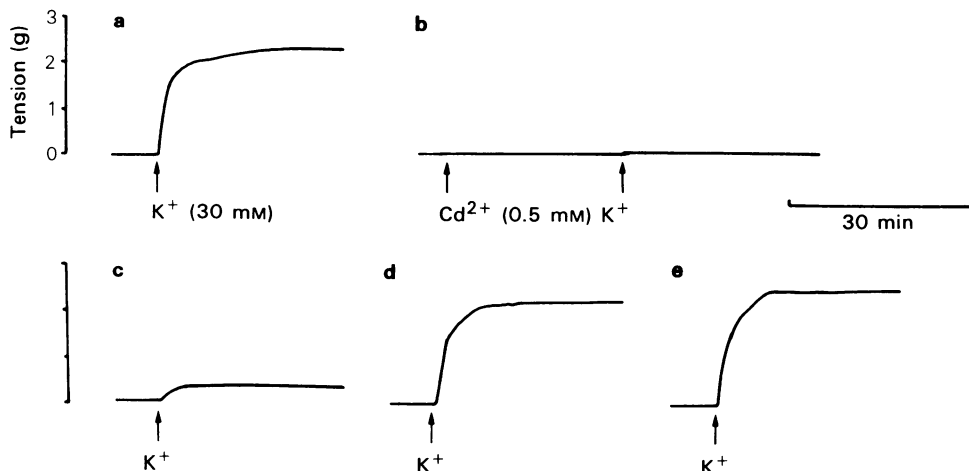 a
b
Tension (g)
3
2
1
0
K⁺ (30 mM)
Cd²⁺ (0.5 mM) K⁺
30 min
c
d
e
K⁺
K⁺
K⁺